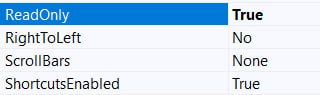 ReadOnly True
RightToLeft No
ScrollBars None
ShortcutsEnabled True